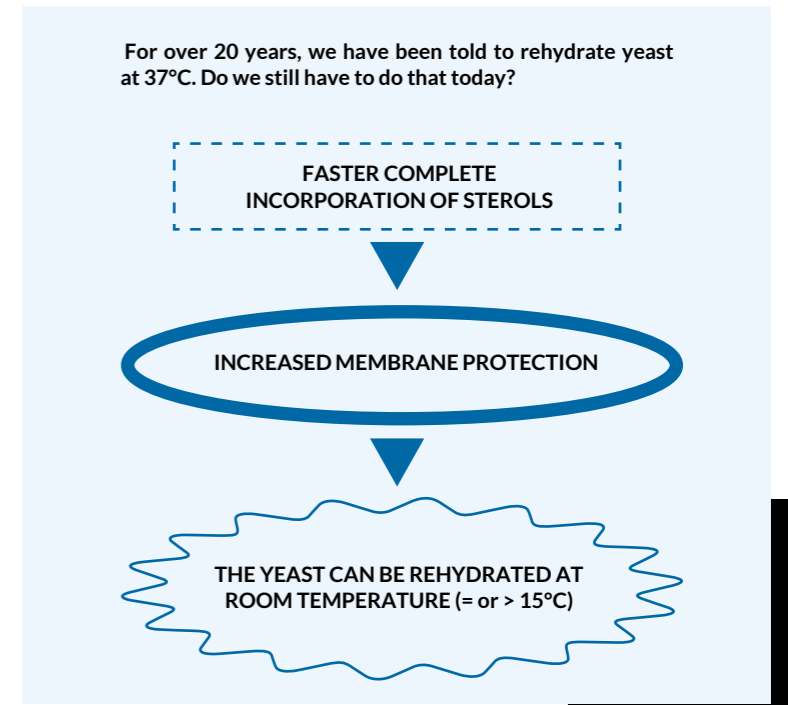 For over 20 years, we have been told to rehydrate yeast
at 37°C. Do we still have to do that today?
FASTER COMPLETE
INCORPORATION OF STEROLS
INCREASED MEMBRANE PROTECTION
THE YEAST CAN BE REHYDRATED AT
ROOM TEMPERATURE (= or > 15°C)